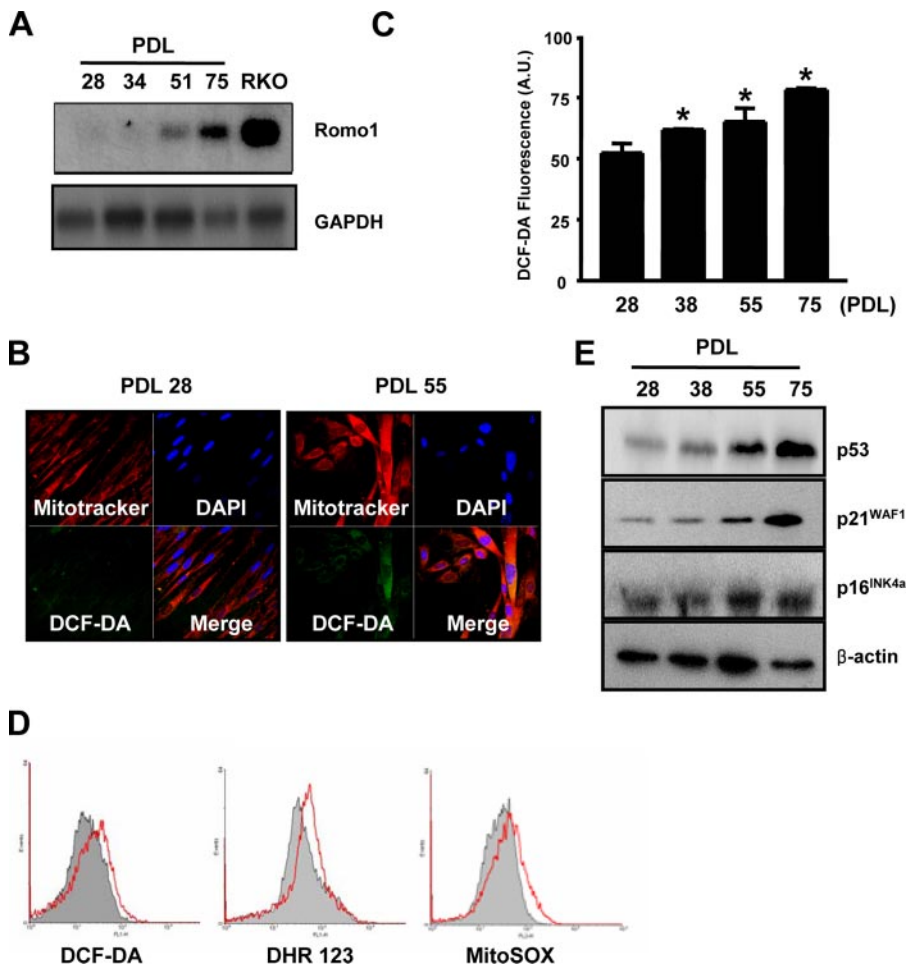 A
PDL
28 34 51 75 RKO
Romo1
GAPDH
B
PDL 28
PDL 55
Mitotracker
DAPI
Mitotracker
DAPI
DCF-DA
Merge
DCF-DA
Merge
C
DCF-DA Fluorescence (A.U.)
100
75
50
25
0
* * *
28 38 55 75 (PDL)
D
DCF-DA
DHR 123
MitoSOX
E
PDL
28 38 55 75
p53
p21WAF1
p16INK4a
β-actin